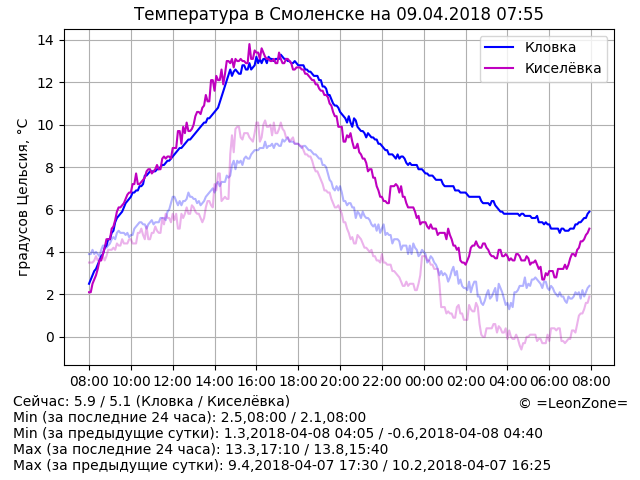 Температура в Смоленске на 09.04.2018 07:55
градусов Цельсия, °C
14
12
10
8
6
4
2
0
Кловка
Киселёвка
08:00 10:00 12:00 14:00 16:00 18:00 20:00 22:00 00:00 02:00 04:00 06:00 08:00
Сейчас: 5.9 / 5.1 (Кловка / Киселёвка)
© =LeonZone=
Min (за последние 24 часа): 2.5,08:00 / 2.1,08:00
Min (за предыдущие сутки): 1.3,2018-04-08 04:05 / -0.6,2018-04-08 04:40
Max (за последние 24 часа): 13.3,17:10 / 13.8,15:40
Max (за предыдущие сутки): 9.4,2018-04-07 17:30 / 10.2,2018-04-07 16:25